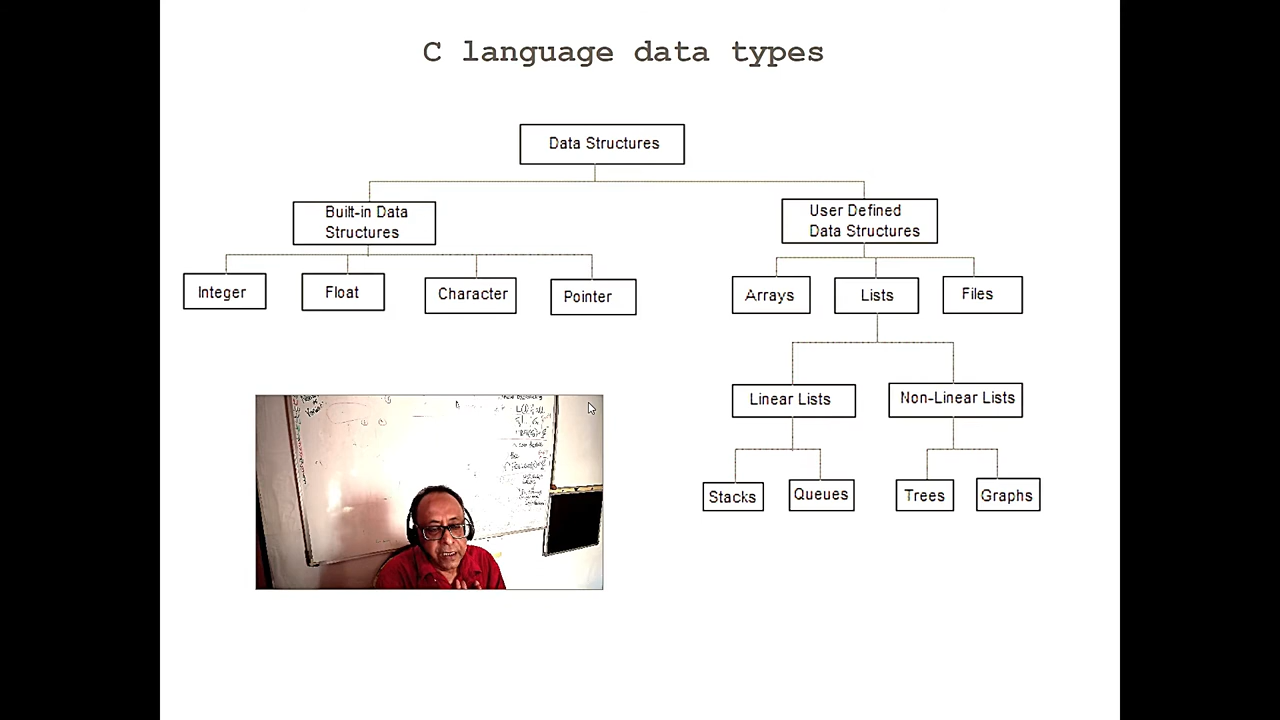 C language data types
Data Structures
Built-in Data
Structures
User Defined
Data Structures
Integer
Float
Character
Pointer
Arrays
Lists
Files
Linear Lists
Non-Linear Lists
Stacks
Queues
Trees
Graphs